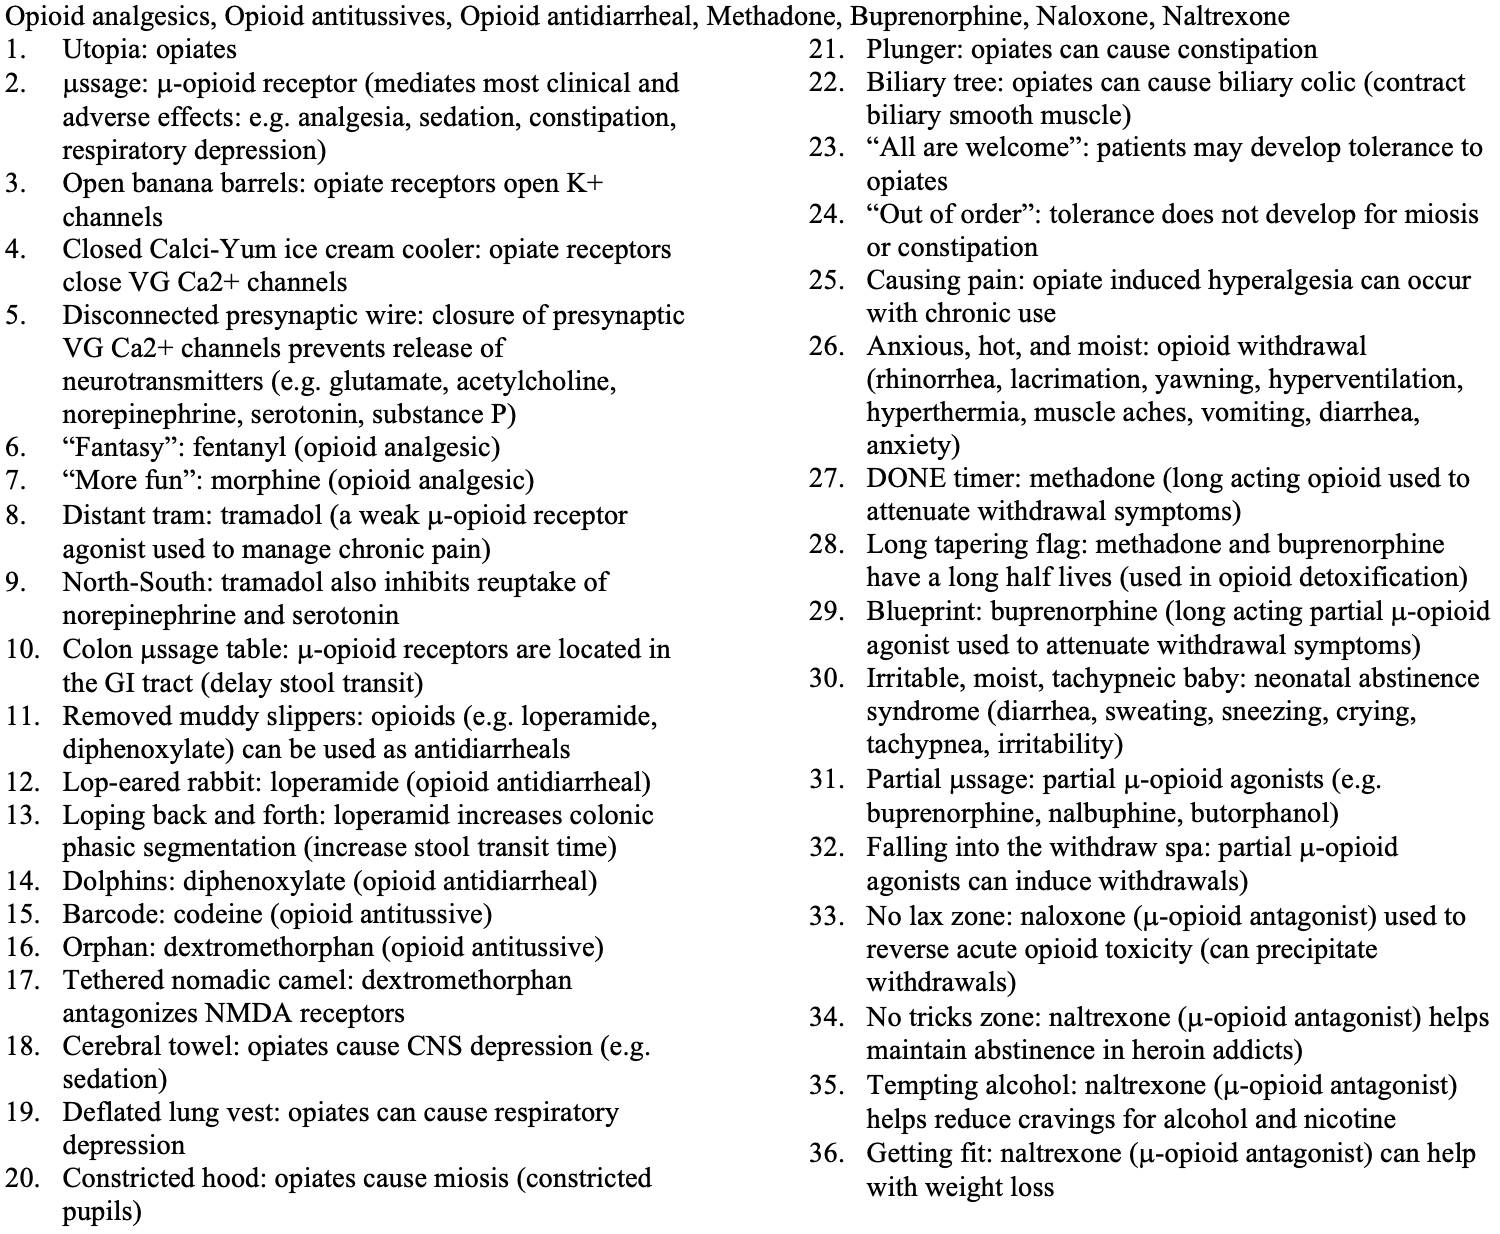 Opioid analgesics, Opioid antitussives, Opioid antidiarrheal, Methadone, Buprenorphine, Naloxone, Naltrexone
1. Utopia: opiates
2. μssage: μ-opioid receptor (mediates most clinical and
adverse effects: e.g. analgesia, sedation, constipation,
respiratory depression)
3. Open banana barrels: opiate receptors open K+
channels
4. Closed Calci-Yum ice cream cooler: opiate receptors
close VG Ca2+ channels
5. Disconnected presynaptic wire: closure of presynaptic
VG Ca2+ channels prevents release of
neurotransmitters (e.g. glutamate, acetylcholine,
norepinephrine, serotonin, substance P)
6. “Fantasy”: fentanyl (opioid analgesic)
7. “More fun”: morphine (opioid analgesic)
8. Distant tram: tramadol (a weak μ-opioid receptor
agonist used to manage chronic pain)
9. North-South: tramadol also inhibits reuptake of
norepinephrine and serotonin
10. Colon μssage table: μ-opioid receptors are located in
the GI tract (delay stool transit)
11. Removed muddy slippers: opioids (e.g. loperamide,
diphenoxylate) can be used as antidiarrheals
12. Lop-eared rabbit: loperamide (opioid antidiarrheal)
13. Loping back and forth: loperamid increases colonic
phasic segmentation (increase stool transit time)
14. Dolphins: diphenoxylate (opioid antidiarrheal)
15. Barcode: codeine (opioid antitussive)
16. Orphan: dextromethorphan (opioid antitussive)
17. Tethered nomadic camel: dextromethorphan
antagonizes NMDA receptors
18. Cerebral towel: opiates cause CNS depression (e.g.
sedation)
19. Deflated lung vest: opiates can cause respiratory
depression
20. Constricted hood: opiates cause miosis (constricted
pupils)
21. Plunger: opiates can cause constipation
22. Biliary tree: opiates can cause biliary colic (contract
biliary smooth muscle)
23. “All are welcome”: patients may develop tolerance to
opiates
24. “Out of order”: tolerance does not develop for miosis
or constipation
25. Causing pain: opiate induced hyperalgesia can occur
with chronic use
26. Anxious, hot, and moist: opioid withdrawal
(rhinorrhea, lacrimation, yawning, hyperventilation,
hyperthermia, muscle aches, vomiting, diarrhea,
anxiety)
27. DONE timer: methadone (long acting opioid used to
attenuate withdrawal symptoms)
28. Long tapering flag: methadone and buprenorphine
have a long half lives (used in opioid detoxification)
29. Blueprint: buprenorphine (long acting partial μ-opioid
agonist used to attenuate withdrawal symptoms)
30. Irritable, moist, tachypneic baby: neonatal abstinence
syndrome (diarrhea, sweating, sneezing, crying,
tachypnea, irritability)
31. Partial μssage: partial μ-opioid agonists (e.g.
buprenorphine, nalbuphine, butorphanol)
32. Falling into the withdraw spa: partial μ-opioid
agonists can induce withdrawals)
33. No lax zone: naloxone (μ-opioid antagonist) used to
reverse acute opioid toxicity (can precipitate
withdrawals)
34. No tricks zone: naltrexone (μ-opioid antagonist) helps
maintain abstinence in heroin addicts)
35. Tempting alcohol: naltrexone (μ-opioid antagonist)
helps reduce cravings for alcohol and nicotine
36. Getting fit: naltrexone (μ-opioid antagonist) can help
with weight loss